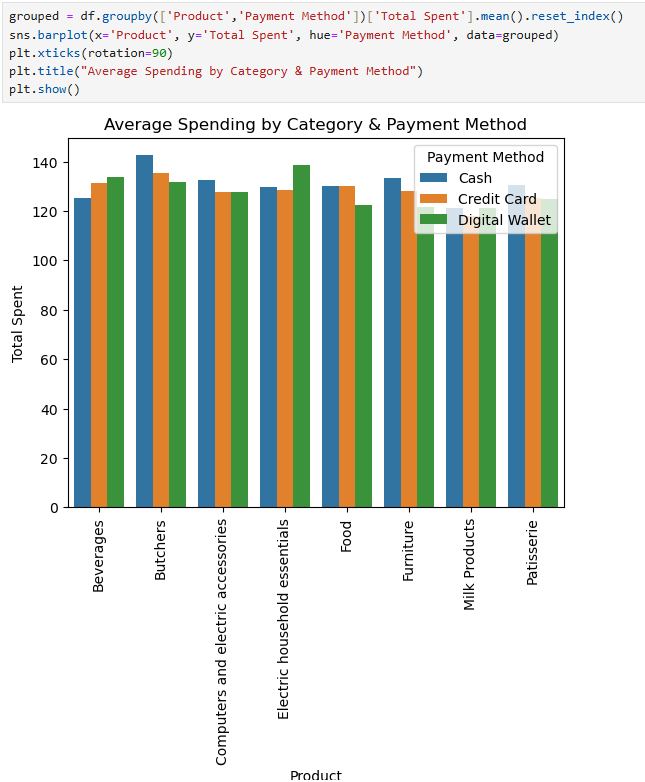 grouped = df.groupby(['Product','Payment Method'])['Total Spent'].mean().reset_index()
sns.barplot(x='Product', y='Total Spent', hue='Payment Method', data=grouped)
plt.xticks(rotation=90)
plt.title("Average Spending by Category & Payment Method")
plt.show()
Average Spending by Category & Payment Method
Payment Method
Cash
Credit Card
Digital Wallet
140
120
100
80
60
40
20
0
Total Spent
Beverages
Butchers
Computers and electric accessories
Electric household essentials
Food
Furniture
Milk Products
Patisserie
Product